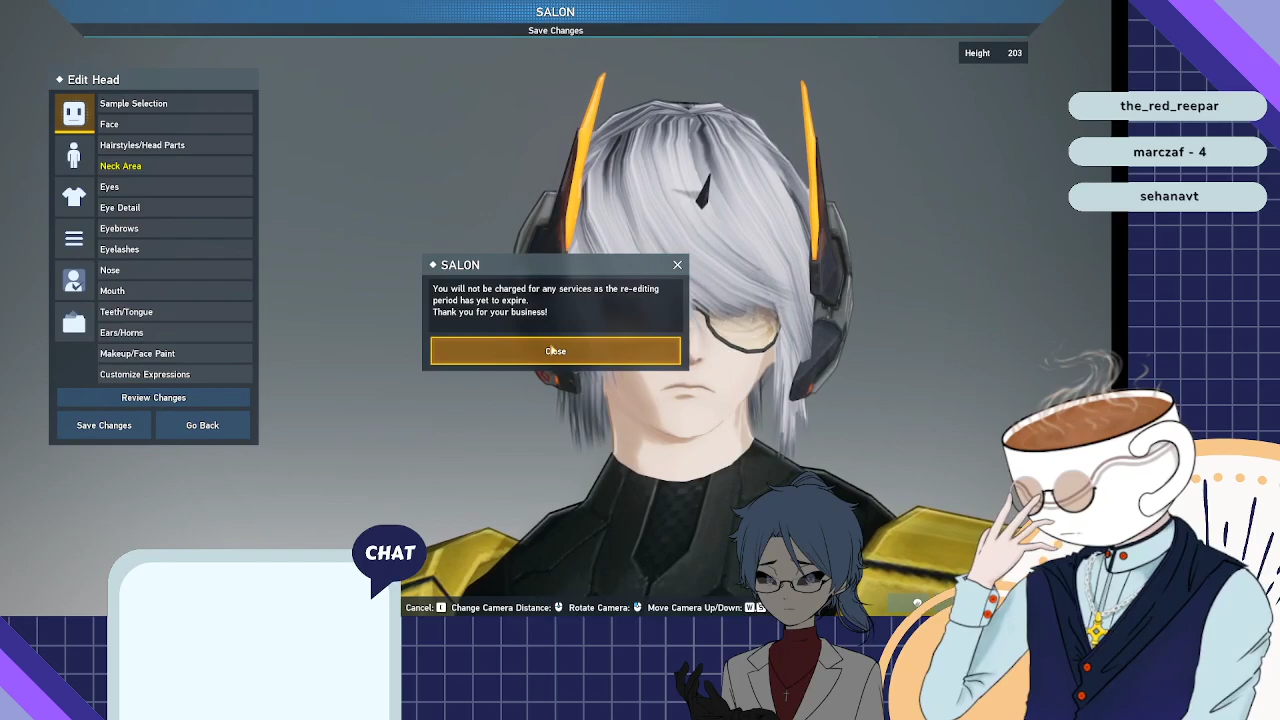 SALON
Save Changes
Height 203
Edit Head
Sample Selection
Face
Hairstyles/Head Parts
Neck Area
Eyes
Eye Detail
Eyebrows
Eyelashes
Nose
Mouth
Teeth/Tongue
Ears/Horns
Makeup/Face Paint
Customize Expressions
Review Changes
Save Changes Go Back
SALON
You will not be charged for any services as the re-editing
period has yet to expire.
Thank you for your business!
Close
the_red_reepar
marczaf - 4
sehanavt
CHAT
Cancel: Change Camera Distance: Rotate Camera: Move Camera Up/Down: W S